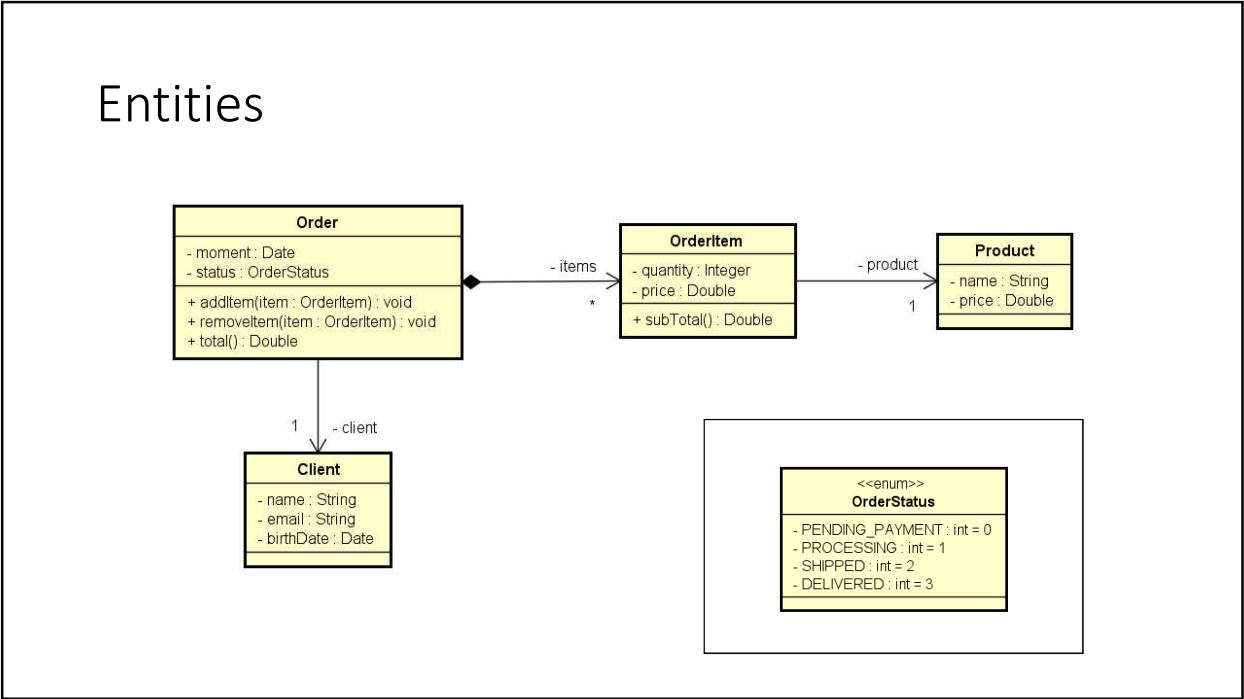 Entities
Order
- moment : Date
- status : OrderStatus
+ addItem(item : OrderItem) : void
+ removeItem(item : OrderItem) : void
+ total() : Double
- items
*
OrderItem
- quantity : Integer
- price : Double
+ subTotal() : Double
- product
1
Product
- name : String
- price : Double
1
- client
Client
- name : String
- email : String
- birthDate : Date
<<enum>>
OrderStatus
- PENDING_PAYMENT : int = 0
- PROCESSING : int = 1
- SHIPPED : int = 2
- DELIVERED : int = 3